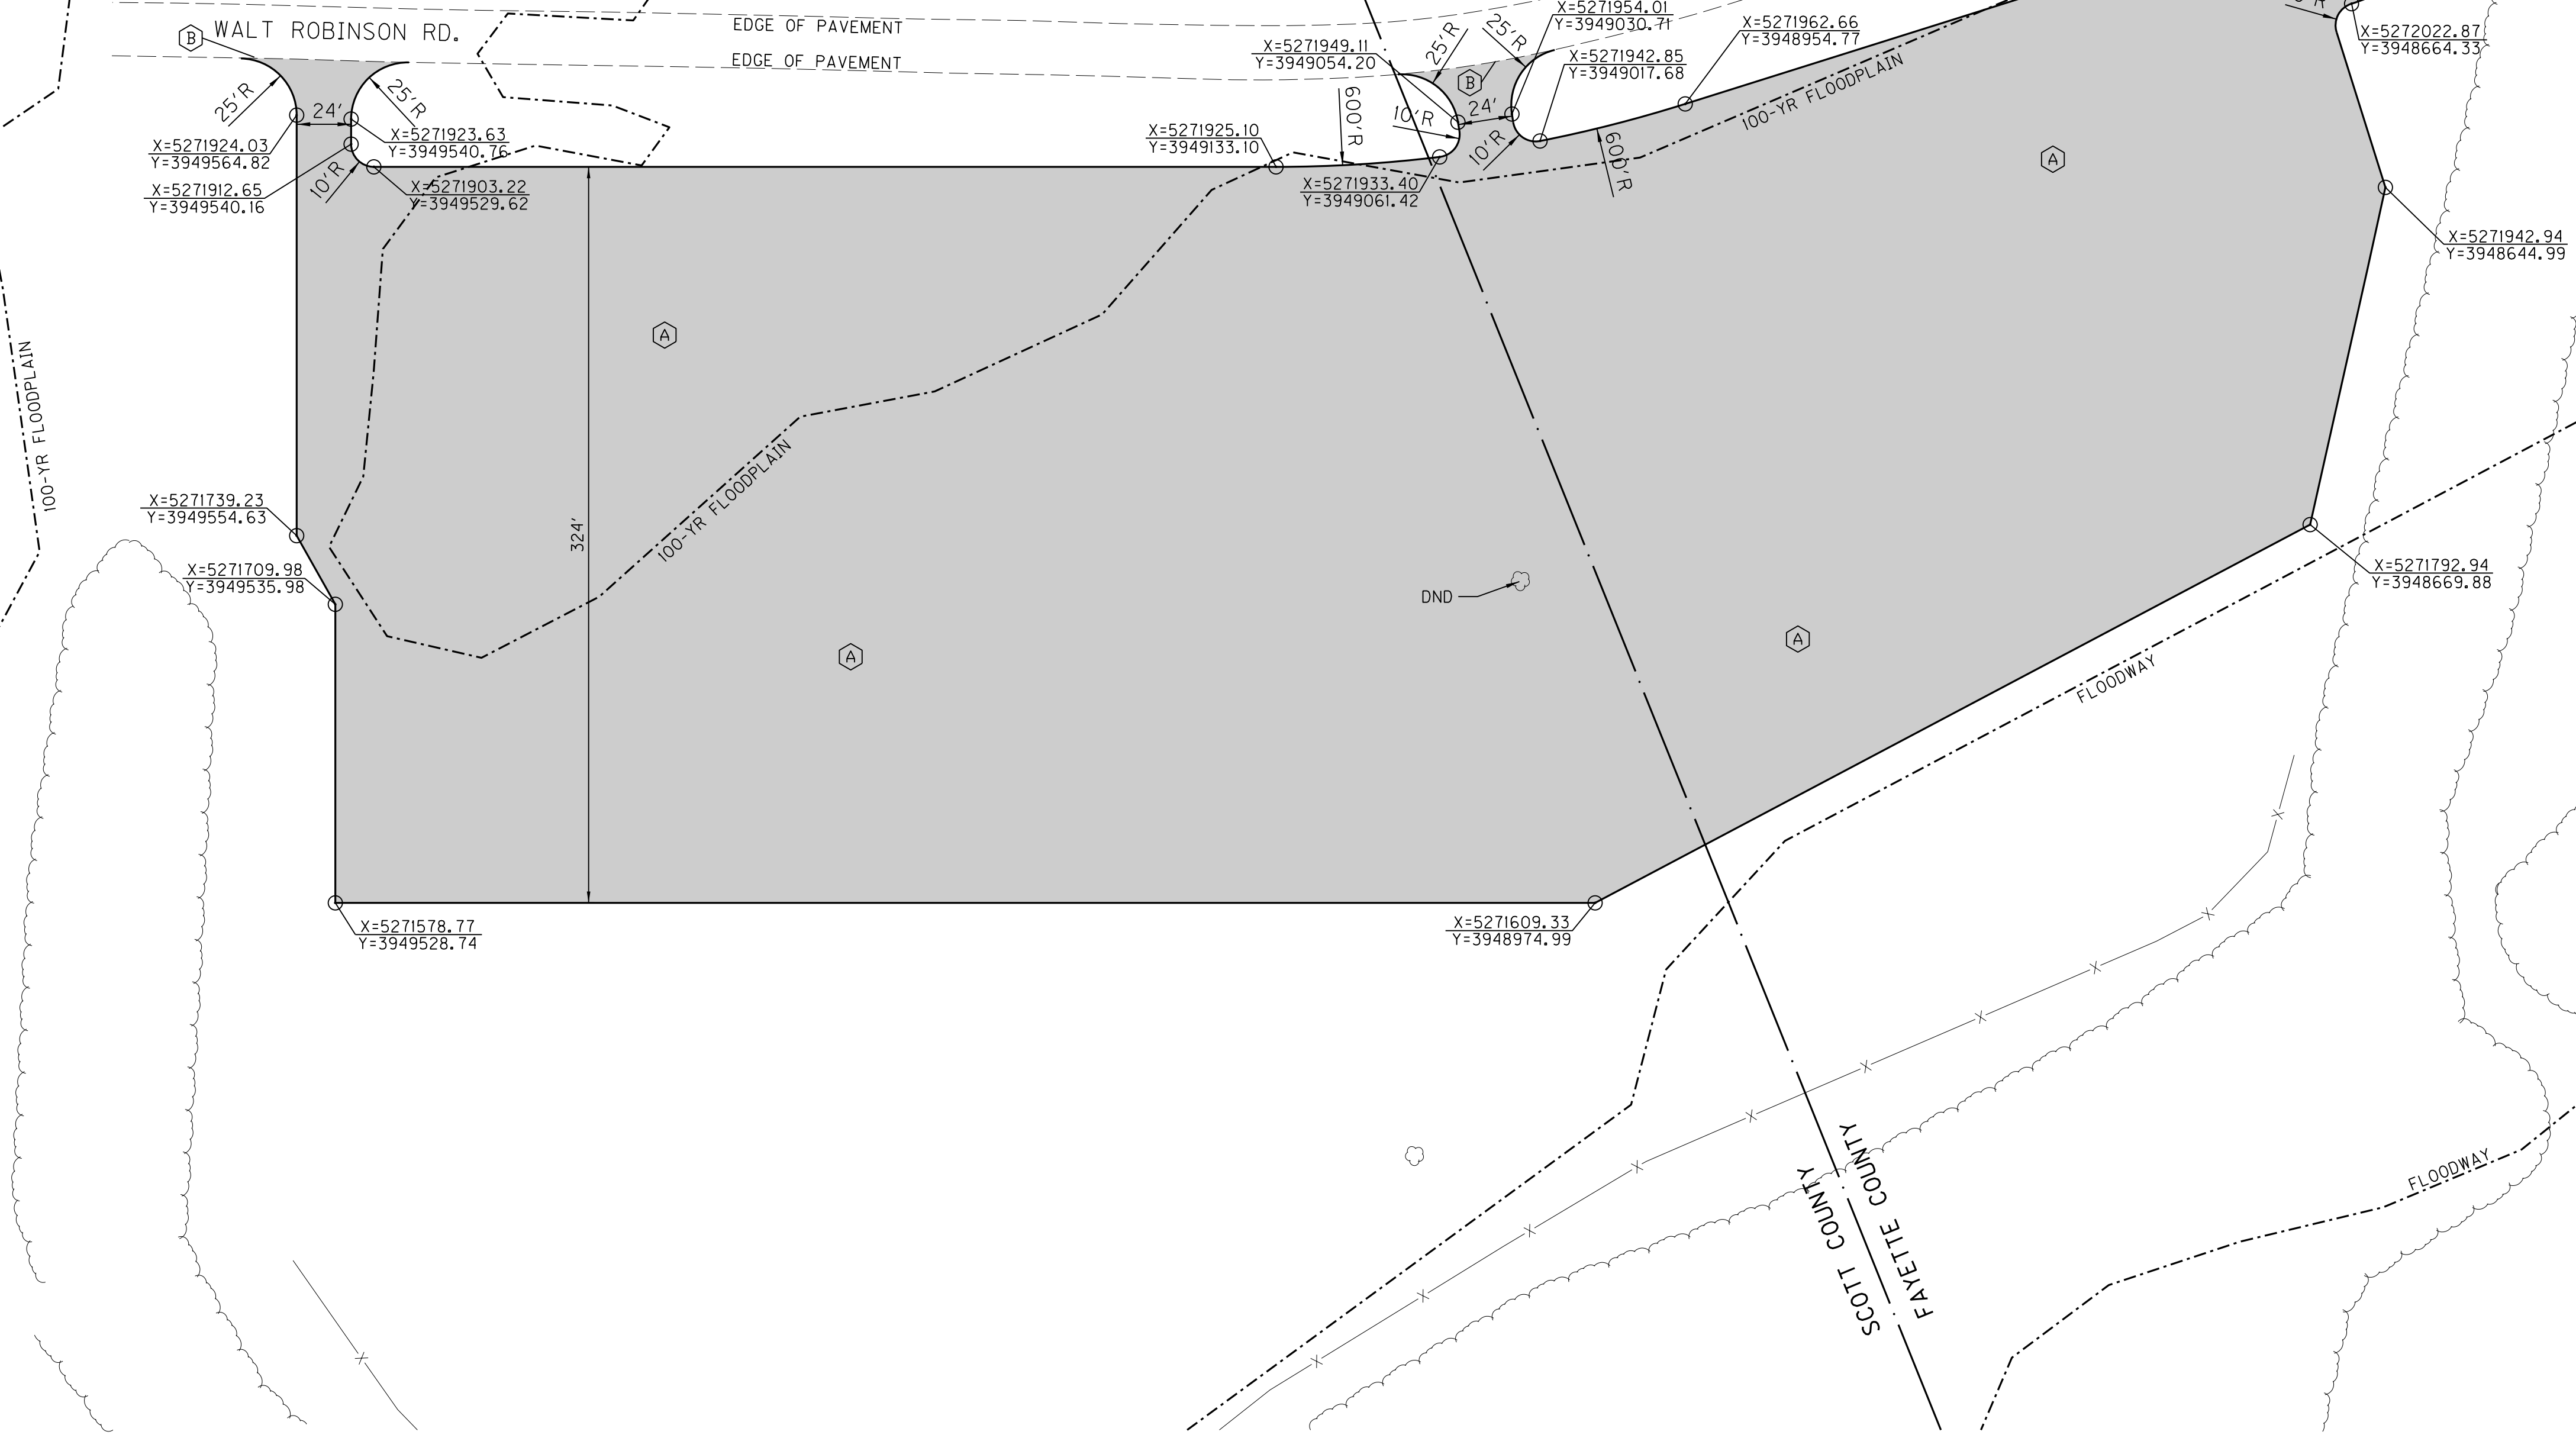 WALT ROBINSON RD.
B
EDGE OF PAVEMENT
EDGE OF PAVEMENT
X=5271954.01
Y=3949030.71
X=5271949.11
Y=3949054.20
25'R
25'R
B
X=5271962.66
Y=3948954.77
X=5271942.85
Y=3949017.68
X=5272022.87
Y=3948664.33
25'R
25'R
24'
X=5271924.03
Y=3949564.82
X=5271923.63
Y=3949540.76
X=5271912.65
Y=3949540.16
10'R
X=5271903.22
Y=3949529.62
X=5271925.10
Y=3949133.10
600'R
10'R
24'
10'R
600'R
X=5271933.40
Y=3949061.42
100-YR FLOODPLAIN
A
X=5271942.94
Y=3948644.99
A
100-YR FLOODPLAIN
X=5271739.23
Y=3949554.63
100-YR FLOODPLAIN
324'
X=5271709.98
Y=3949535.98
DND
X=5271792.94
Y=3948669.88
A
A
FLOODWAY
X=5271578.77
Y=3949528.74
X=5271609.33
Y=3948974.99
SCOTT COUNTY
FAYETTE COUNTY
FLOODWAY